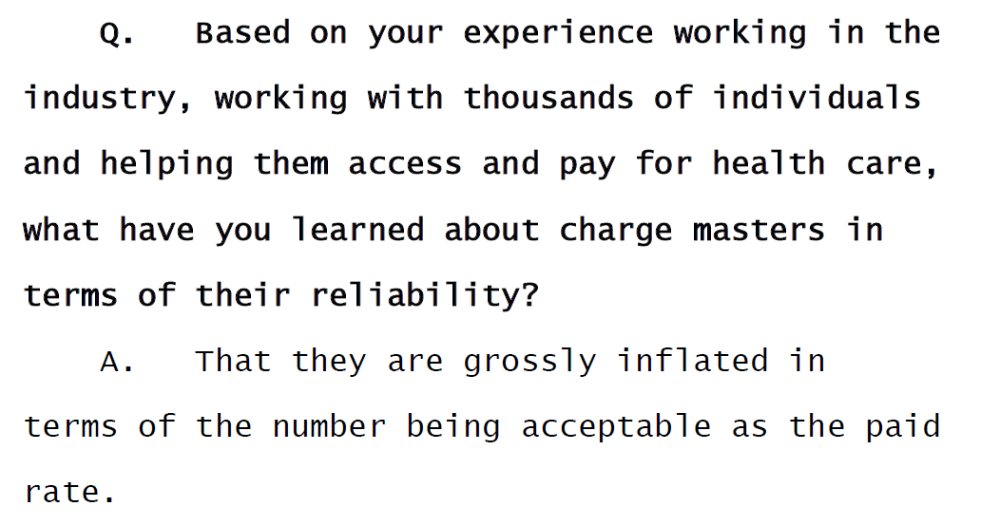 Q. Based on your experience working in the
industry, working with thousands of individuals
and helping them access and pay for health care,
what have you learned about charge masters in
terms of their reliability?
A. That they are grossly inflated in
terms of the number being acceptable as the paid
rate.